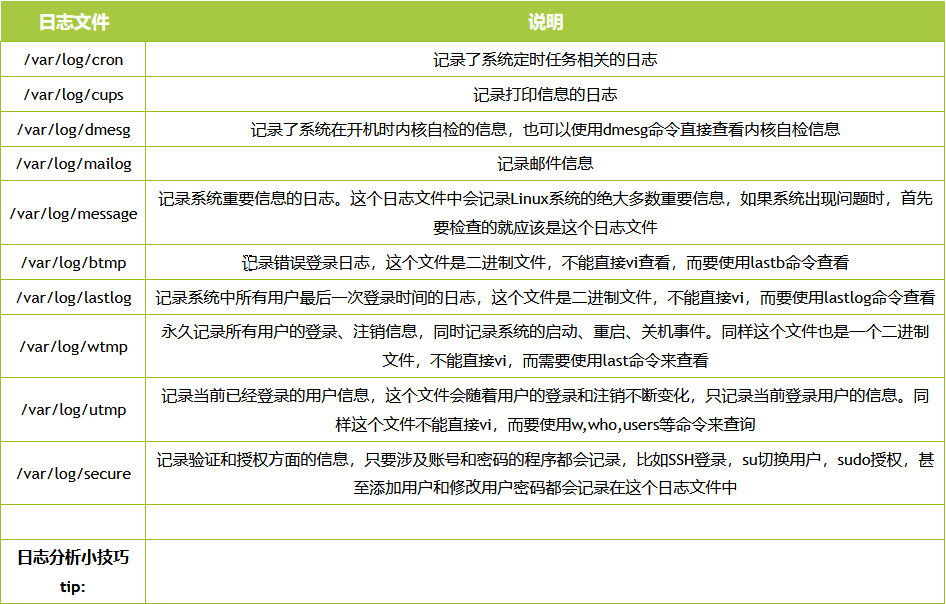 日志文件 说明
/var/log/cron 记录了系统定时任务相关的日志
/var/log/cups 记录打印信息的日志
/var/log/dmesg 记录了系统在开机时内核自检的信息，也可以使用dmesg命令直接查看内核自检信息
/var/log/mailog 记录邮件信息
/var/log/message 记录系统重要信息的日志。这个日志文件中会记录Linux系统的绝大多数重要信息，如果系统出现问题时，首先
要检查的就应该是这个日志文件
/var/log/btmp 记录错误登录日志，这个文件是二进制文件，不能直接vi查看，而要使用lastb命令查看
/var/log/lastlog 记录系统中所有用户最后一次登录时间的日志，这个文件是二进制文件，不能直接vi，而要使用lastlog命令查看
/var/log/wtmp 永久记录所有用户的登录、注销信息，同时记录系统的启动、重启、关机事件。同样这个文件也是一个二进制
文件，不能直接vi，而需要使用last命令来查看
/var/log/utmp 记录当前已经登录的用户信息，这个文件会随着用户的登录和注销不断变化，只记录当前登录用户的信息。同
样这个文件不能直接vi，而要使用w,who,users等命令来查询
/var/log/secure 记录验证和授权方面的信息，只要涉及账号和密码的程序都会记录，比如SSH登录，su切换用户，sudo授权，甚
至添加用户和修改用户密码都会记录在这个日志文件中
日志分析小技巧
tip: